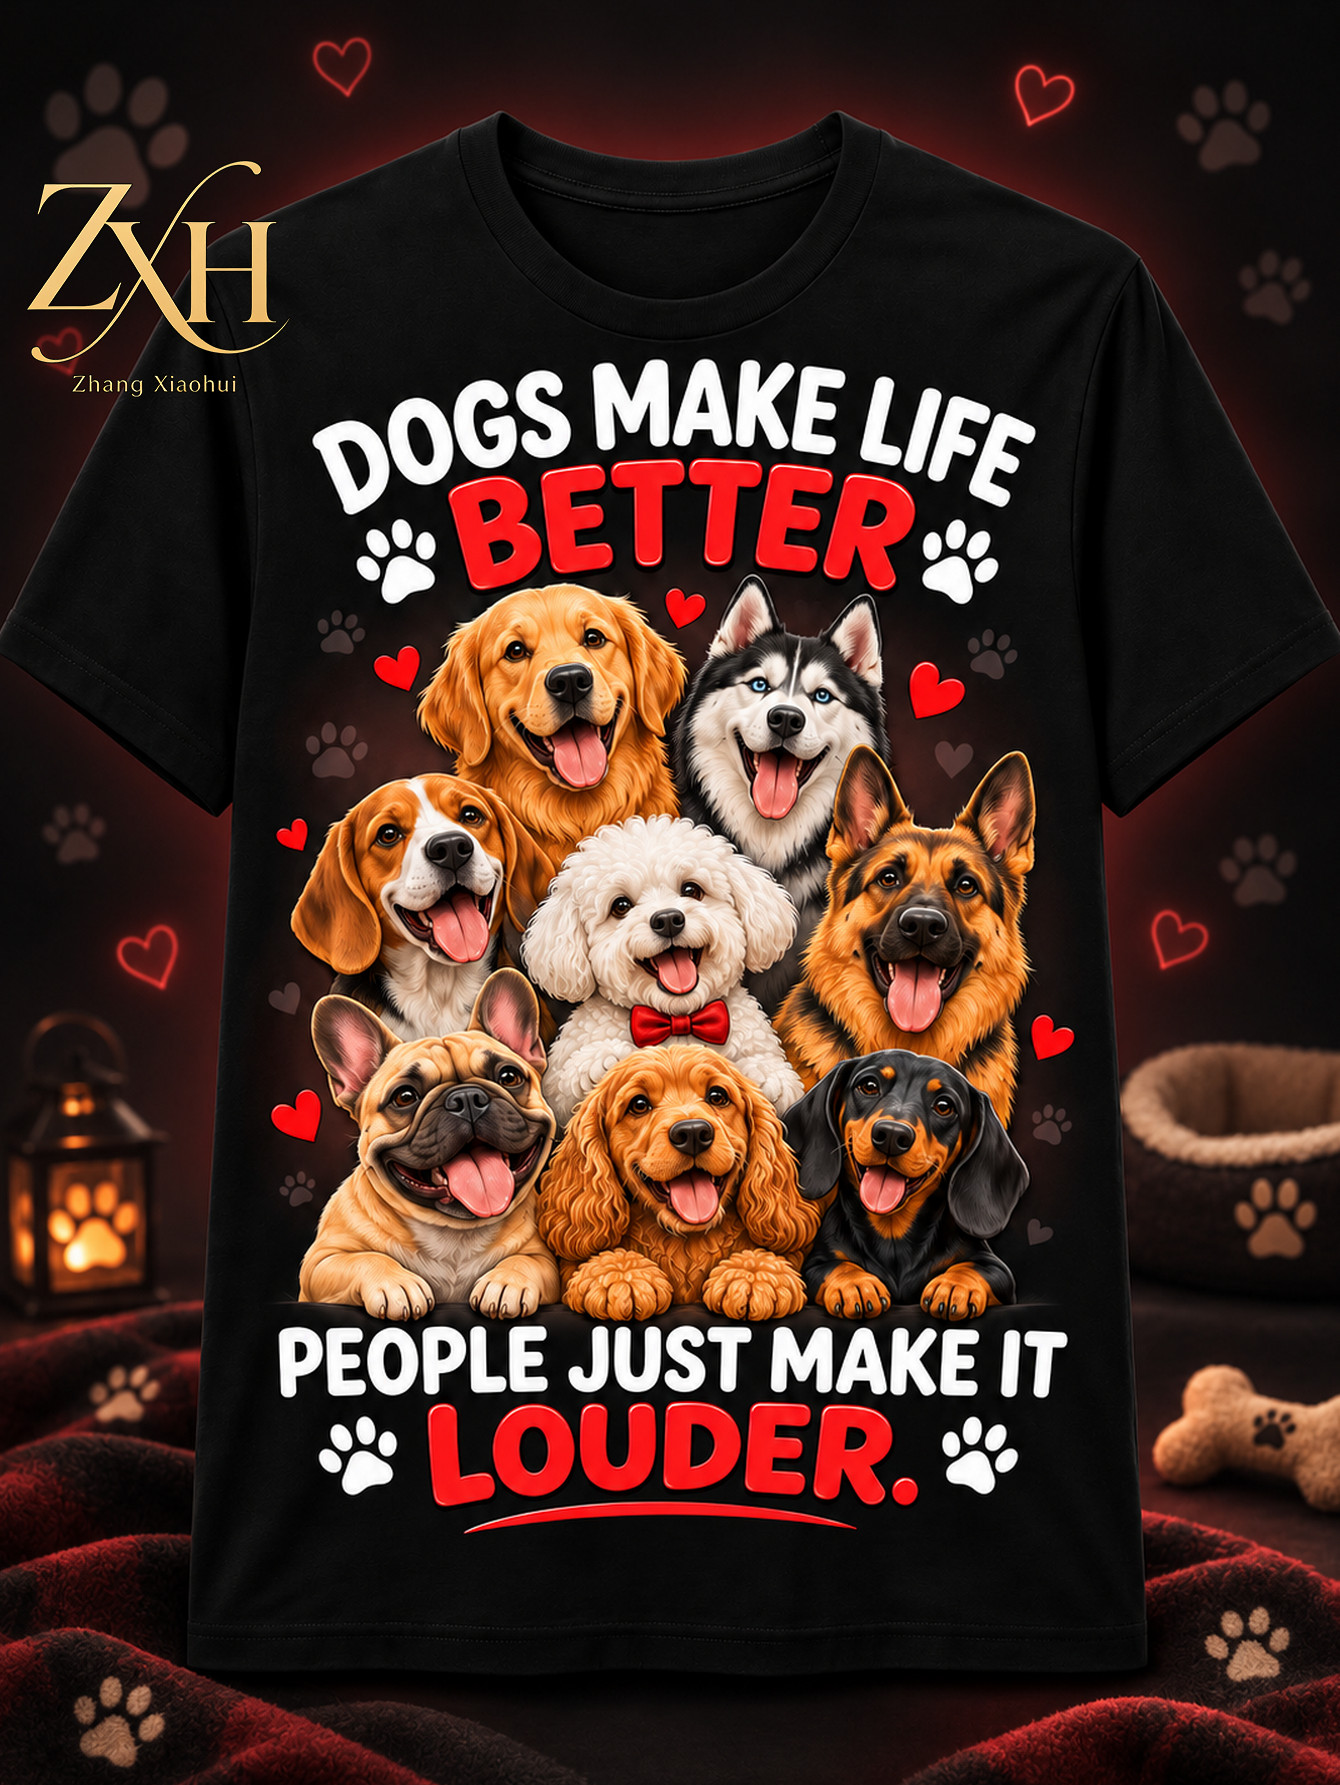 ZXH
Zhang Xiaohui
DOGS MAKE LIFE
BETTER
PEOPLE JUST MAKE IT
LOUDER.